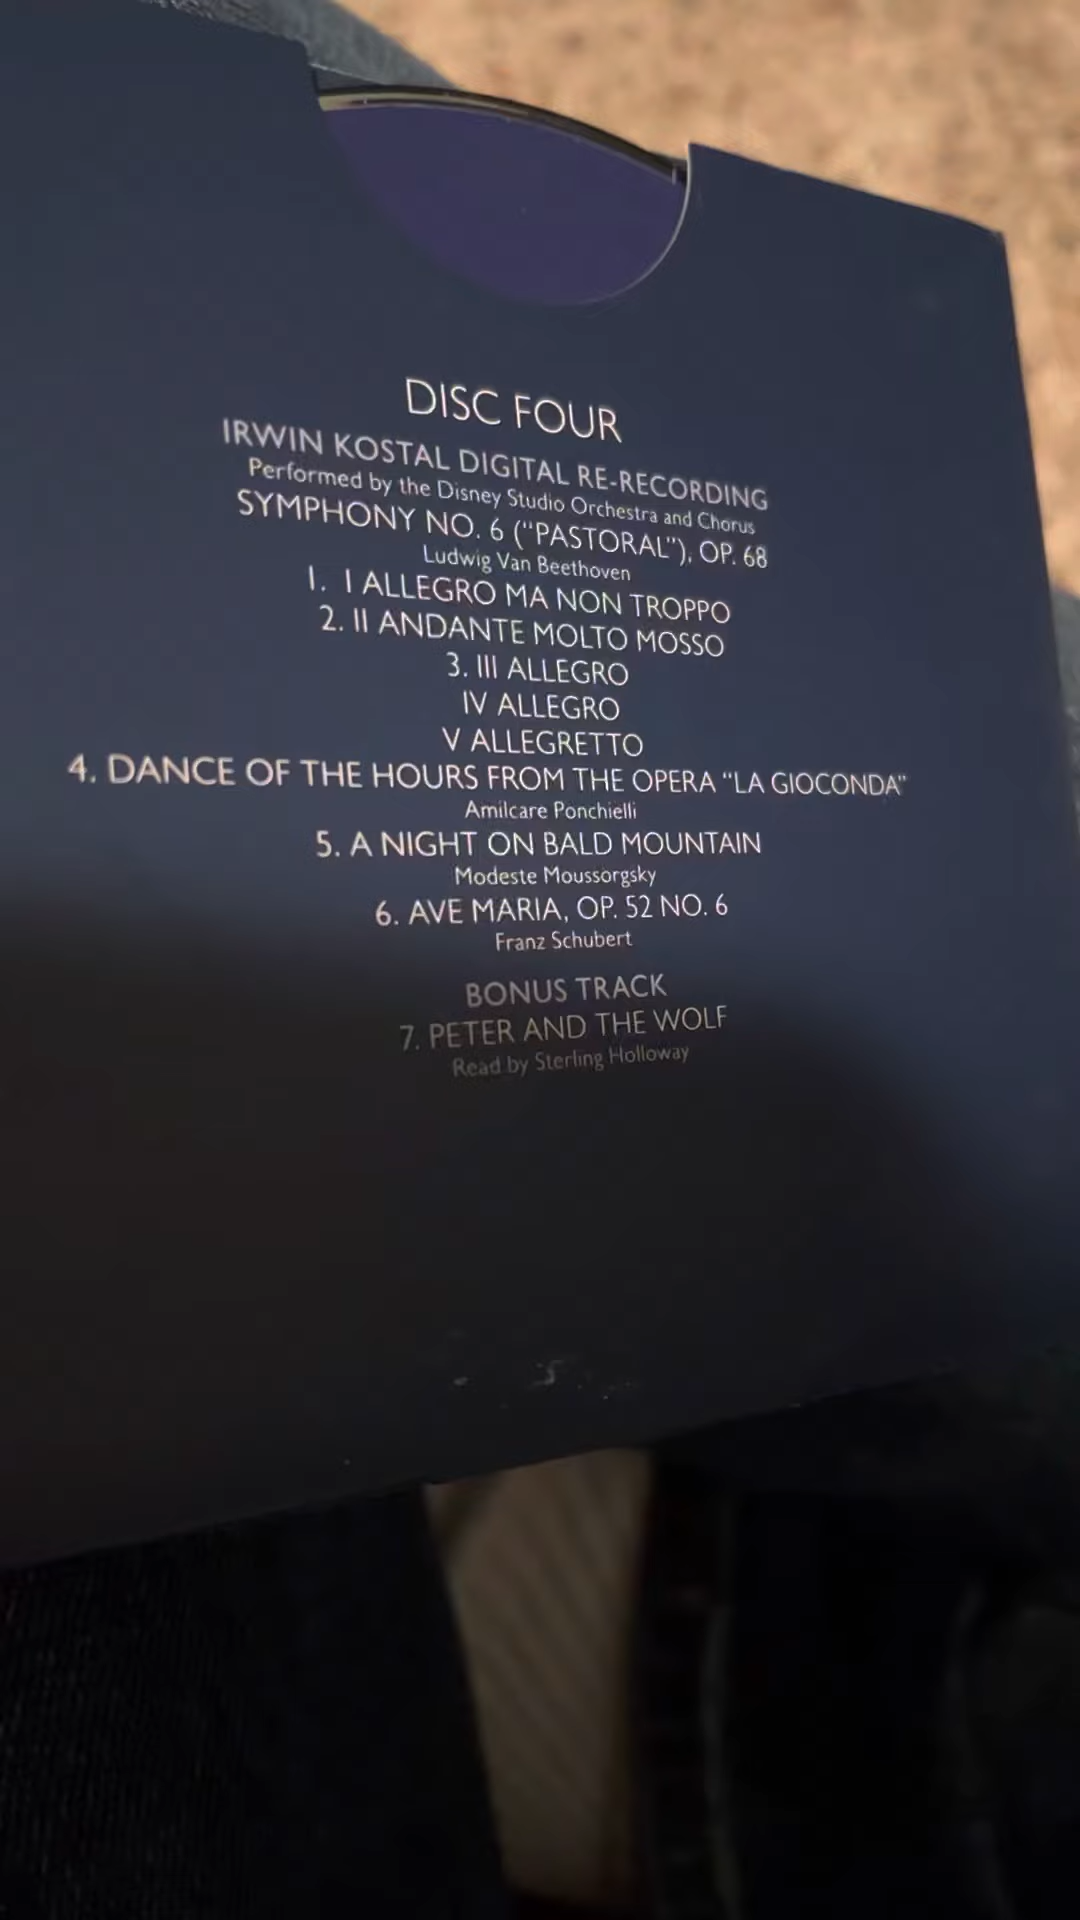 DISC FOUR
IRWIN KOSTAL DIGITAL RE-RECORDING
Performed by the Disney Studio Orchestra and Chorus
SYMPHONY NO. 6 (“PASTORAL”), OP. 68
Ludwig Van Beethoven
1. I ALLEGRO MA NON TROPPO
2. II ANDANTE MOLTO MOSSO
3. III ALLEGRO
IV ALLEGRO
V ALLEGRETTO
4. DANCE OF THE HOURS FROM THE OPERA “LA GIOCONDA”
Amilcare Ponchielli
5. A NIGHT ON BALD MOUNTAIN
Modeste Moussorgsky
6. AVE MARIA, OP. 52 NO. 6
Franz Schubert
BONUS TRACK
7. PETER AND THE WOLF
Read by Sterling Holloway